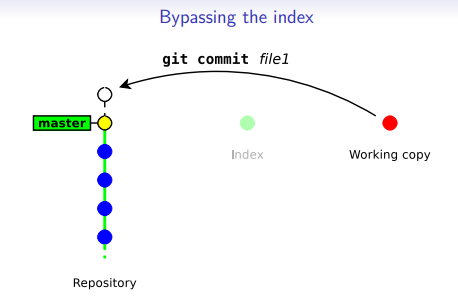 Bypassing the index
git commit file1
master
Index
Working copy
Repository